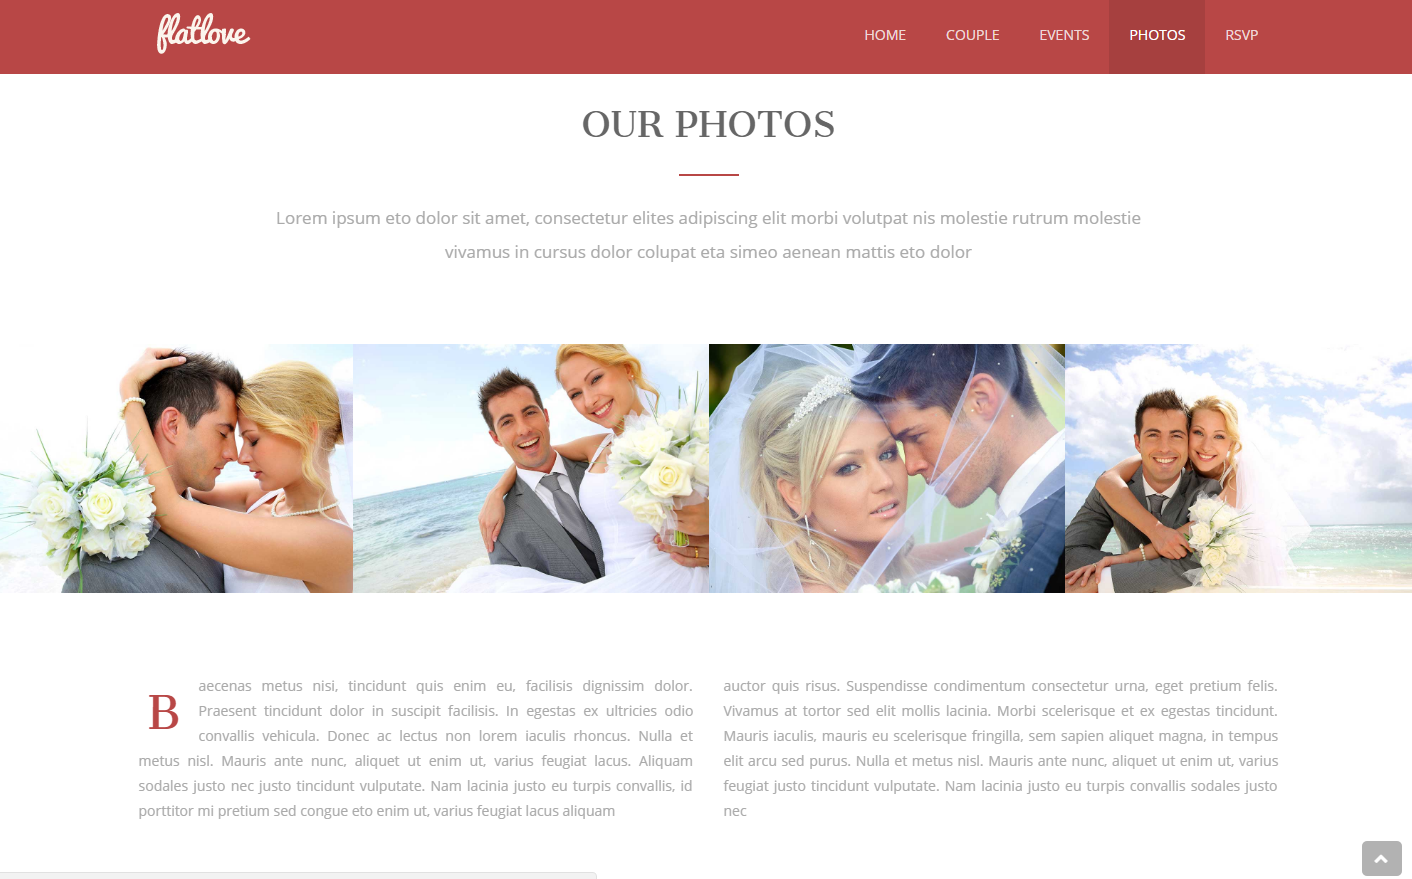 flatlove
HOME COUPLE EVENTS PHOTOS RSVP
OUR PHOTOS
Lorem ipsum eto dolor sit amet, consectetur elites adipiscing elit morbi volutpat nis molestie rutrum molestie
vivamus in cursus dolor colupat eta simeo aenean mattis eto dolor
B
aecenas metus nisi, tincidunt quis enim eu, facilisis dignissim dolor.
Praesent tincidunt dolor in suscipit facilisis. In egestas ex ultricies odio
convallis vehicula. Donec ac lectus non lorem iaculis rhoncus. Nulla et
metus nisl. Mauris ante nunc, aliquet ut enim ut, varius feugiat lacus. Aliquam
sodales justo nec justo tincidunt vulputate. Nam lacinia justo eu turpis convallis, id
porttitor mi pretium sed congue eto enim ut, varius feugiat lacus aliquam
auctor quis risus. Suspendisse condimentum consectetur urna, eget pretium felis.
Vivamus at tortor sed elit mollis lacinia. Morbi scelerisque et ex egestas tincidunt.
Mauris iaculis, mauris eu scelerisque fringilla, sem sapien aliquet magna, in tempus
elit arcu sed purus. Nulla et metus nisl. Mauris ante nunc, aliquet ut enim ut, varius
feugiat justo tincidunt vulputate. Nam lacinia justo eu turpis convallis sodales justo
nec